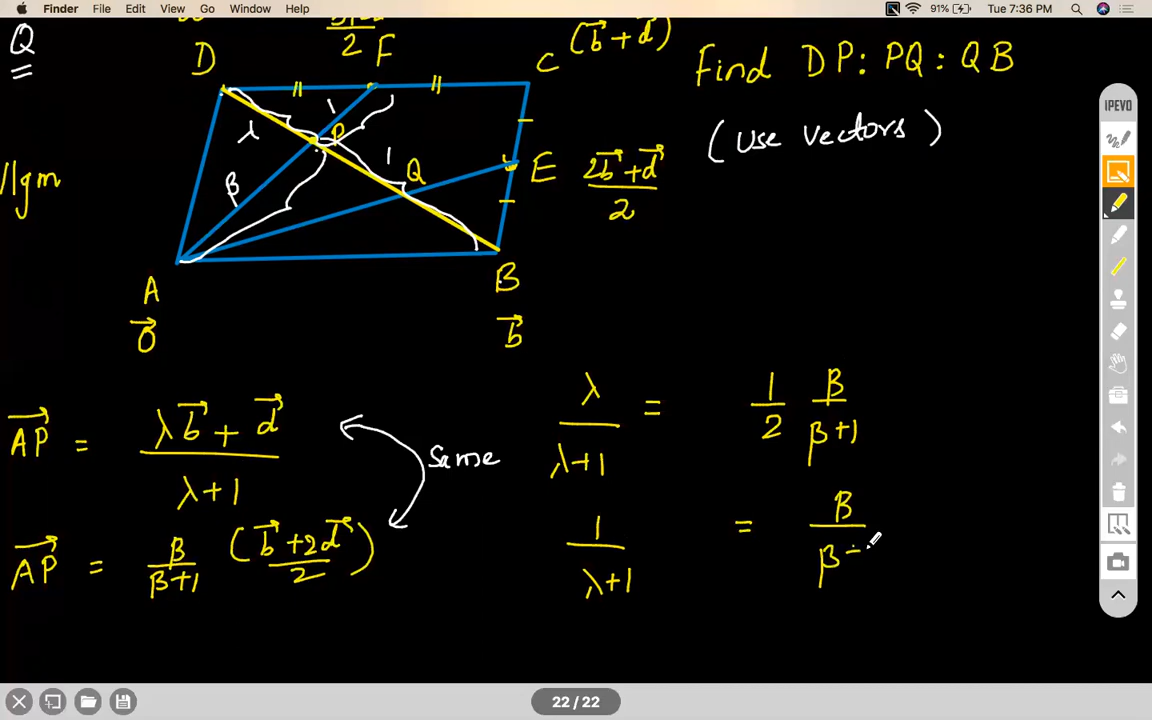 Finder File Edit View Window Help 91% Tue 7:36 PM
Q
D
F
C
(b⃗+d⃗)
Find DP: PQ: QB
(Use vectors)
IPEVO
λ
1
P
1
Q
E
(2b⃗+d⃗)/2
//gm
β
A
0⃗
B
b⃗
AP⃗ = (λb⃗ + d⃗)/(λ+1)
Same
AP⃗ = β/(β+1) ((b⃗+2d⃗)/2)
λ/(λ+1) = 1/2 β/(β+1)
1/(λ+1) = β/(β+
22 / 22